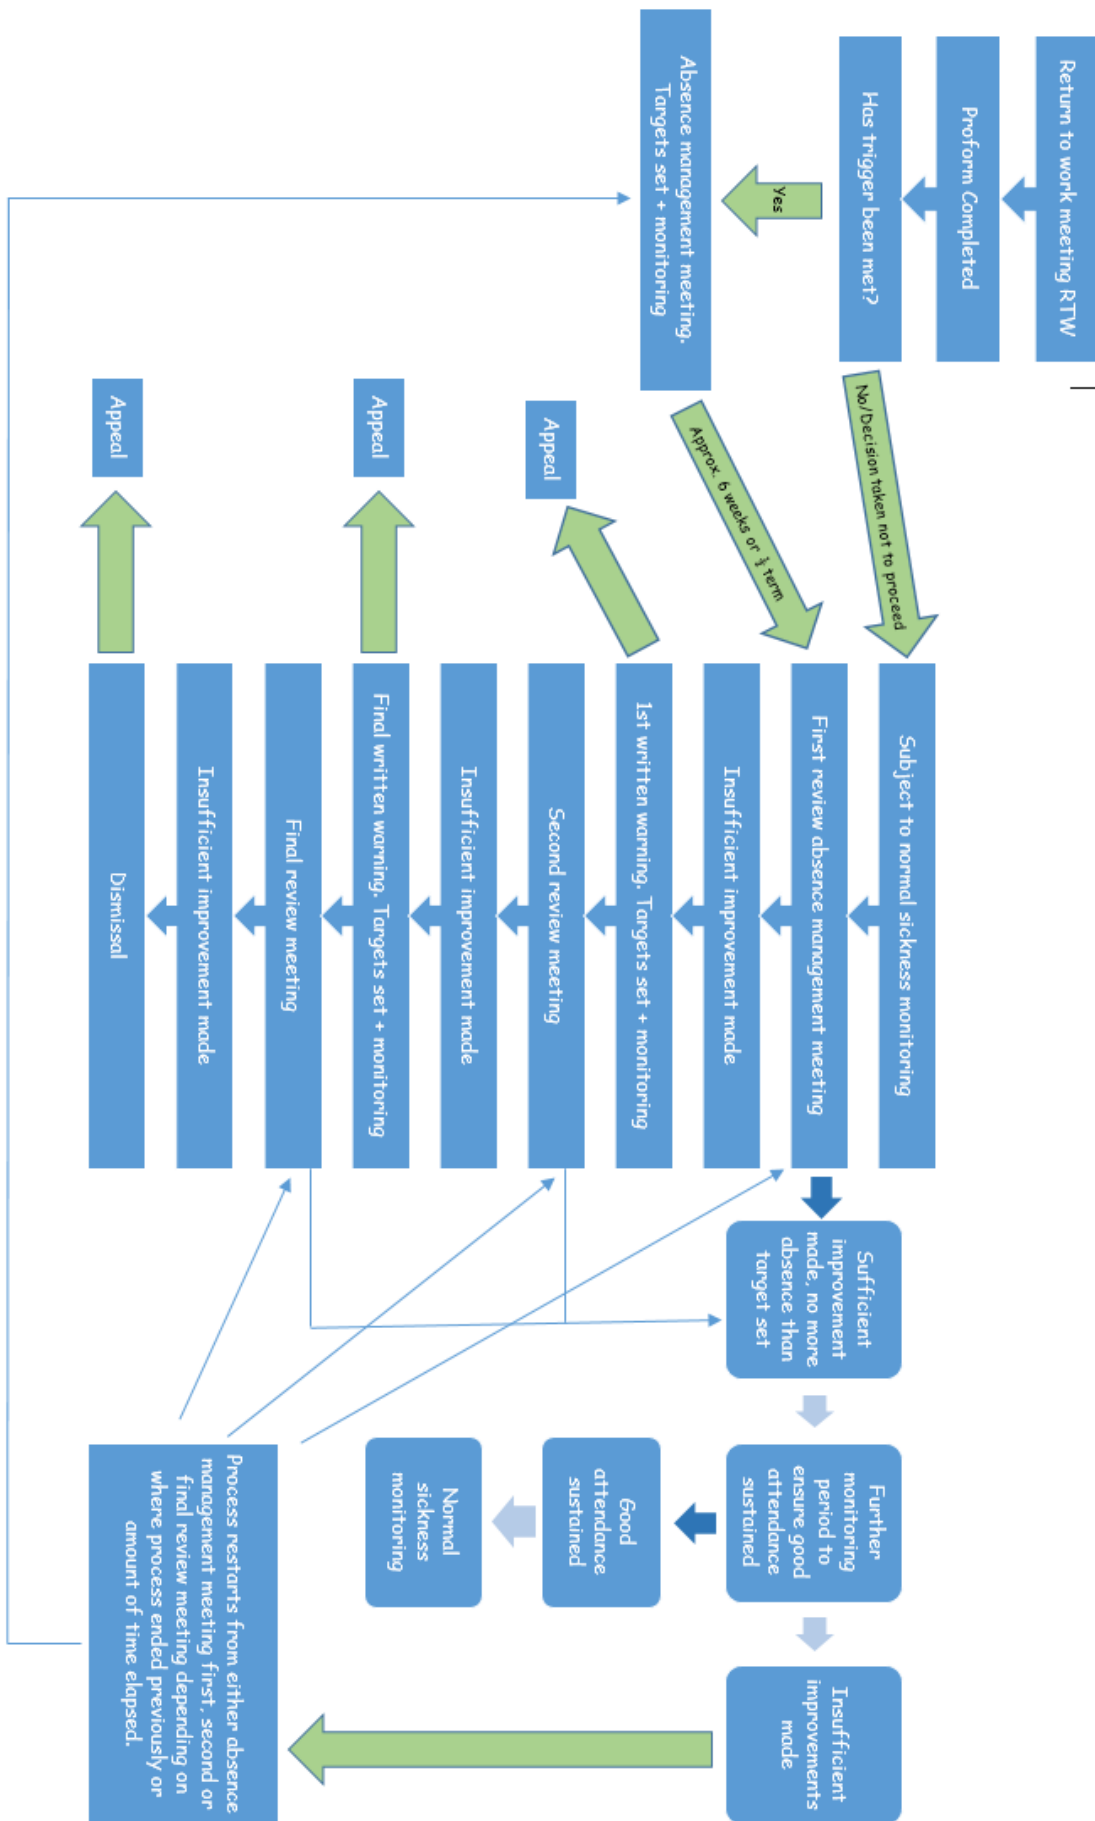 Return to work meeting RTW
Proform Completed
Has trigger been met?
Yes
No/Decision taken not to proceed
Absence management meeting.
Targets set + monitoring
Approx. 6 weeks or ½ term
Subject to normal sickness monitoring
First review absence management meeting
Insufficient improvement made
1st written warning. Targets set + monitoring
Appeal
Second review meeting
Insufficient improvement made
Final written warning. Targets set + monitoring
Appeal
Final review meeting
Insufficient improvement made
Dismissal
Appeal
Sufficient
improvement
made, no more
absence than
target set
Further
monitoring
period to
ensure good
attendance
sustained
Good
attendance
sustained
Normal
sickness
monitoring
Insufficient
improvements
made
Process restarts from either absence
management meeting first, second or
final review meeting depending on
where process ended previously or
amount of time elapsed.